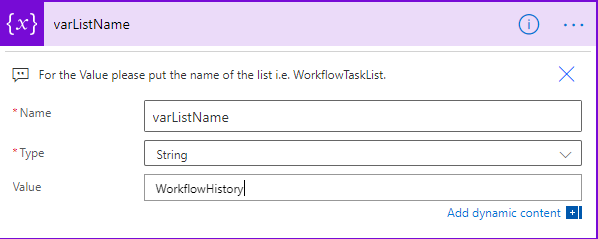 {x} varListName
For the Value please put the name of the list i.e. WorkflowTaskList.
* Name varListName
* Type String
Value WorkflowHistory
Add dynamic content